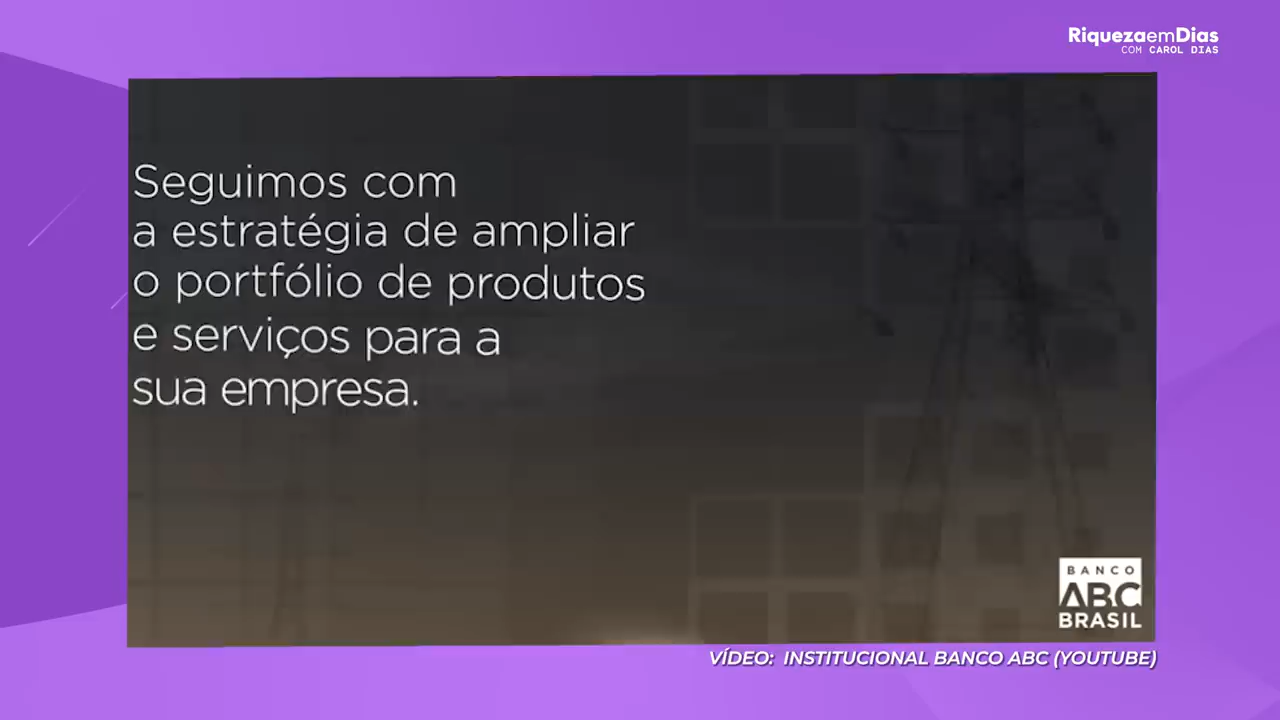 RiquezaemDias
COM CAROL DIAS
Seguimos com
a estratégia de ampliar
o portfólio de produtos
e serviços para a
sua empresa.
BANCO
ABC
BRASIL
VÍDEO: INSTITUCIONAL BANCO ABC (YOUTUBE)